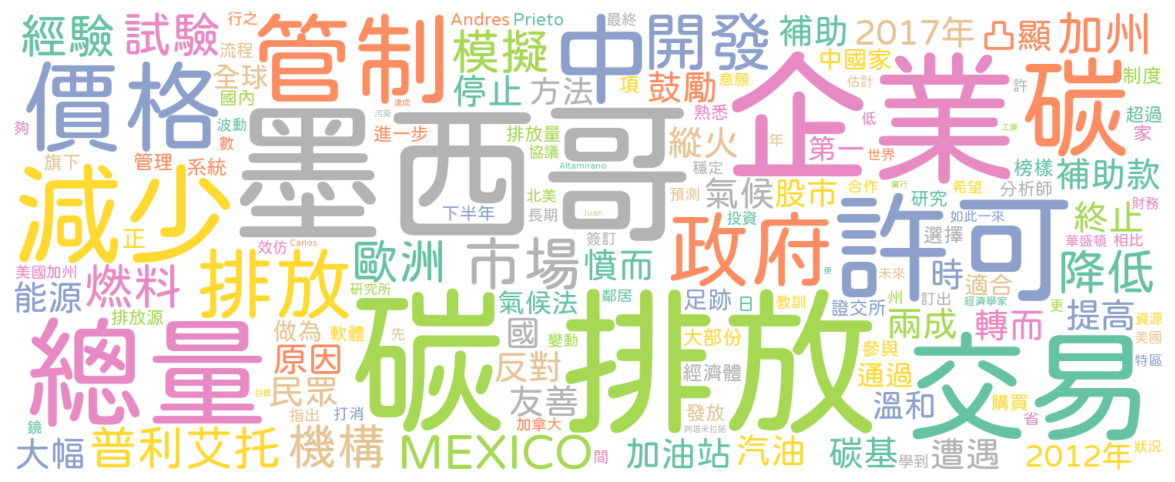 經驗
試驗
行之
流程
管制
Andres
Prieto
模擬
中
最終
開發
補助
2017年
凸顯
加州
價格
全球
國內
停止
方法
項
鼓勵
意願
中國家
估計
企業
許
碳
制度
超過
家
夠
波動
數
墨西哥
達成
污染
進一步
排放量
協議
Altamirano
熟悉
縱火
年
低
第一
世界
工業
榜樣
旗下
管理
系統
減少
正
下半年
北美
長期
Juan
穩定
預測
氣候
股市
投資
合作
研究
希望
分析師
補助款
如此一來
許可
財務
終止
效仿
Carlos
美國加州
能源
燃料
排放
研究所
歐洲
市場
簽訂
憤而
政府
便
選擇
時
未來
適合
華盛頓
相比
降低
排放源
總量
做為
軟體
先
氣候法
國
變動
鄰居
足跡
日
教訓
證交所
州
訂出
經濟學家
更
提高
資源
美國
兩成
轉而
原因
民眾
碳排放
反對
友善
大部份
經濟體
參與
通過
交易
特區
指出
打消
加拿大
發放
溫和
購買
省
鏡
大幅
普利艾托
機構
MEXICO
間
加油站
阿塔米拉諾
汽油
碳基
學到
遭遇
2012年
狀況